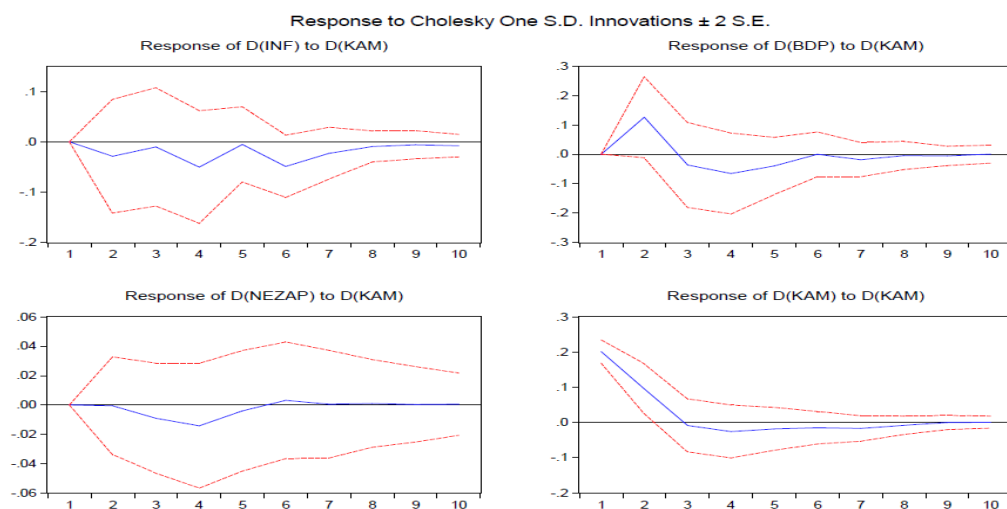 Response to Cholesky One S.D. Innovations ± 2 S.E.
Response of D(INF) to D(KAM)
.1
.0
-.1
-.2
1 2 3 4 5 6 7 8 9 10
Response of D(BDP) to D(KAM)
.3
.2
.1
.0
-.1
-.2
-.3
1 2 3 4 5 6 7 8 9 10
Response of D(NEZAP) to D(KAM)
.06
.04
.02
.00
-.02
-.04
-.06
1 2 3 4 5 6 7 8 9 10
Response of D(KAM) to D(KAM)
.3
.2
.1
.0
-.1
-.2
1 2 3 4 5 6 7 8 9 10